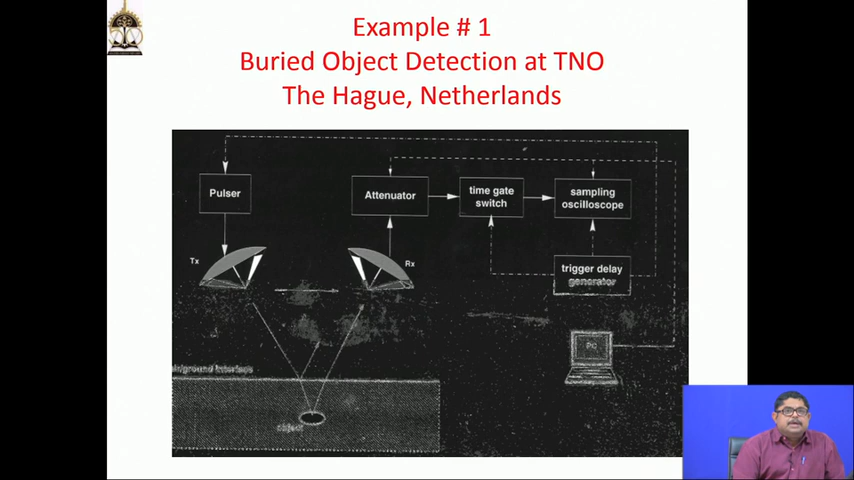 Example # 1
Buried Object Detection at TNO
The Hague, Netherlands
Pulser
Attenuator
time gate
switch
sampling
oscilloscope
Tx
Rx
trigger delay
generator
PC
air/ground interface
object